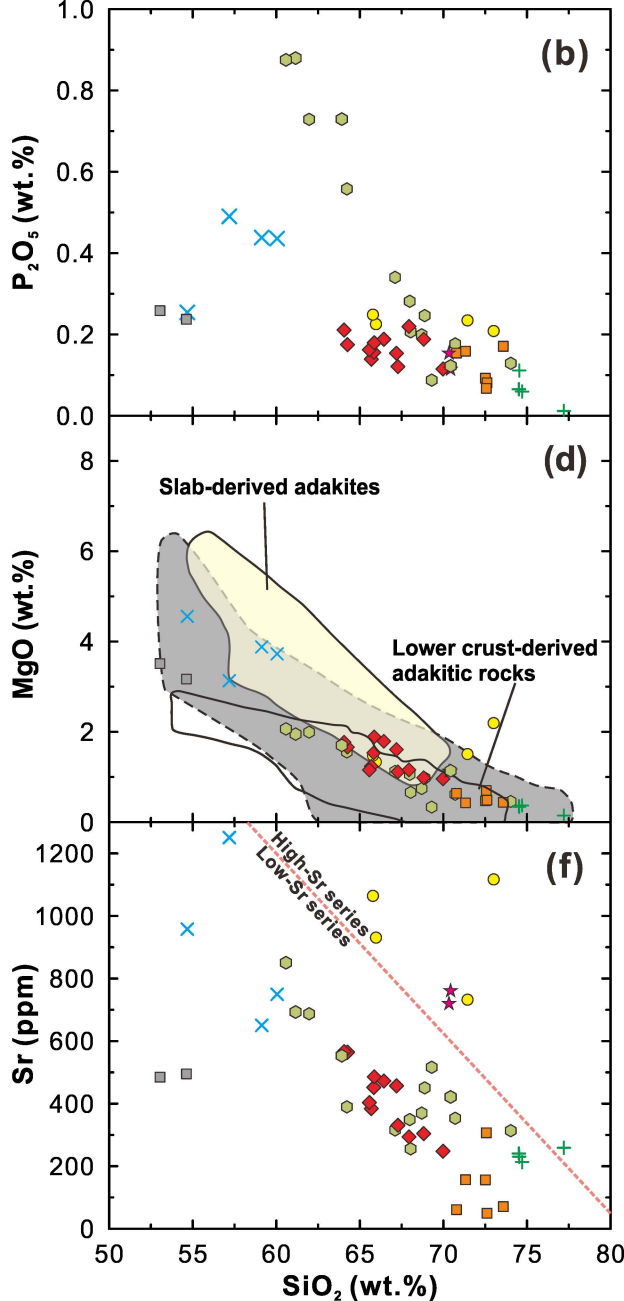 (b)
1.0
0.8
0.6
0.4
0.2
0.0
P₂O₅ (wt.%)
(d)
8
6
4
2
0
MgO (wt.%)
Slab-derived adakites
Lower crust-derived
adakitic rocks
(f)
1200
1000
800
600
400
200
0
Sr (ppm)
High-Sr series
Low-Sr series
50 55 60 65 70 75 80
SiO₂ (wt.%)